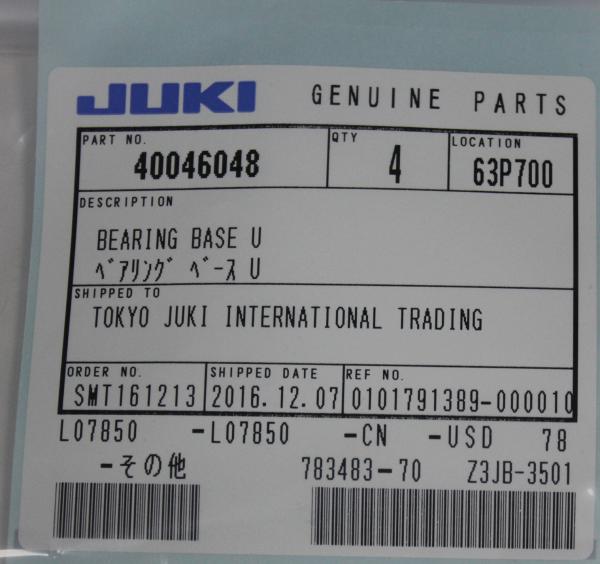 JUKI GENUINE PARTS
PART NO. QTY LOCATION
40046048 4 63P700
DESCRIPTION
BEARING BASE U
ﾍﾞｱﾘﾝｸﾞ ﾍﾞｰｽ U
SHIPPED TO
TOKYO JUKI INTERNATIONAL TRADING
ORDER NO. SHIPPED DATE REF NO.
SMT161213 2016.12.07 0101791389-000010
L07850 -L07850 -CN -USD 78
-その他 783483-70 Z3JB-3501